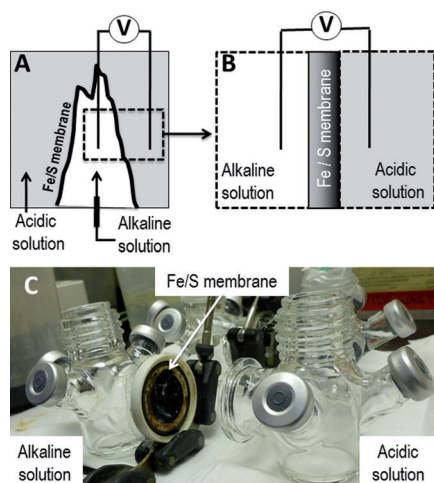 V
V
A
B
Fe/S membrane
Fe / S membrane
Alkaline
solution
Acidic
solution
Acidic
solution
Alkaline
solution
C
Fe/S membrane
Alkaline
solution
Acidic
solution